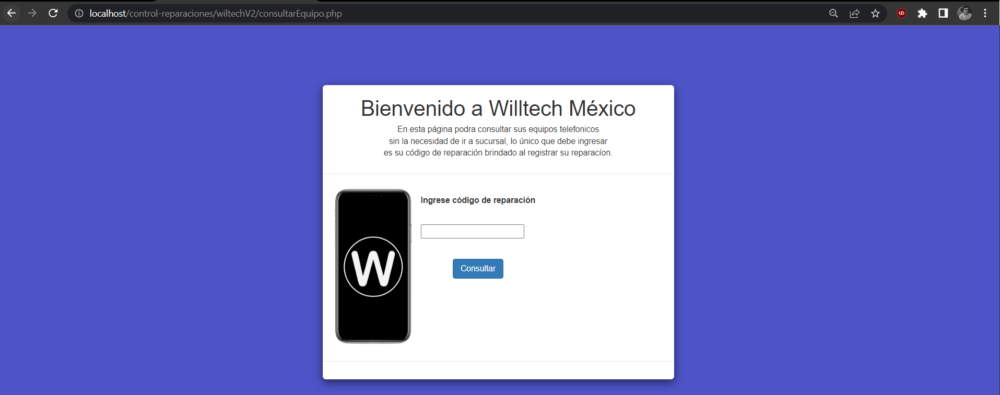 localhost/control-reparaciones/wiltechV2/consultarEquipo.php
Bienvenido a Willtech México
En esta página podra consultar sus equipos telefonicos
sin la necesidad de ir a sucursal, lo único que debe ingresar
es su código de reparación brindado al registrar su reparacíon.
Ingrese código de reparación
W
Consultar